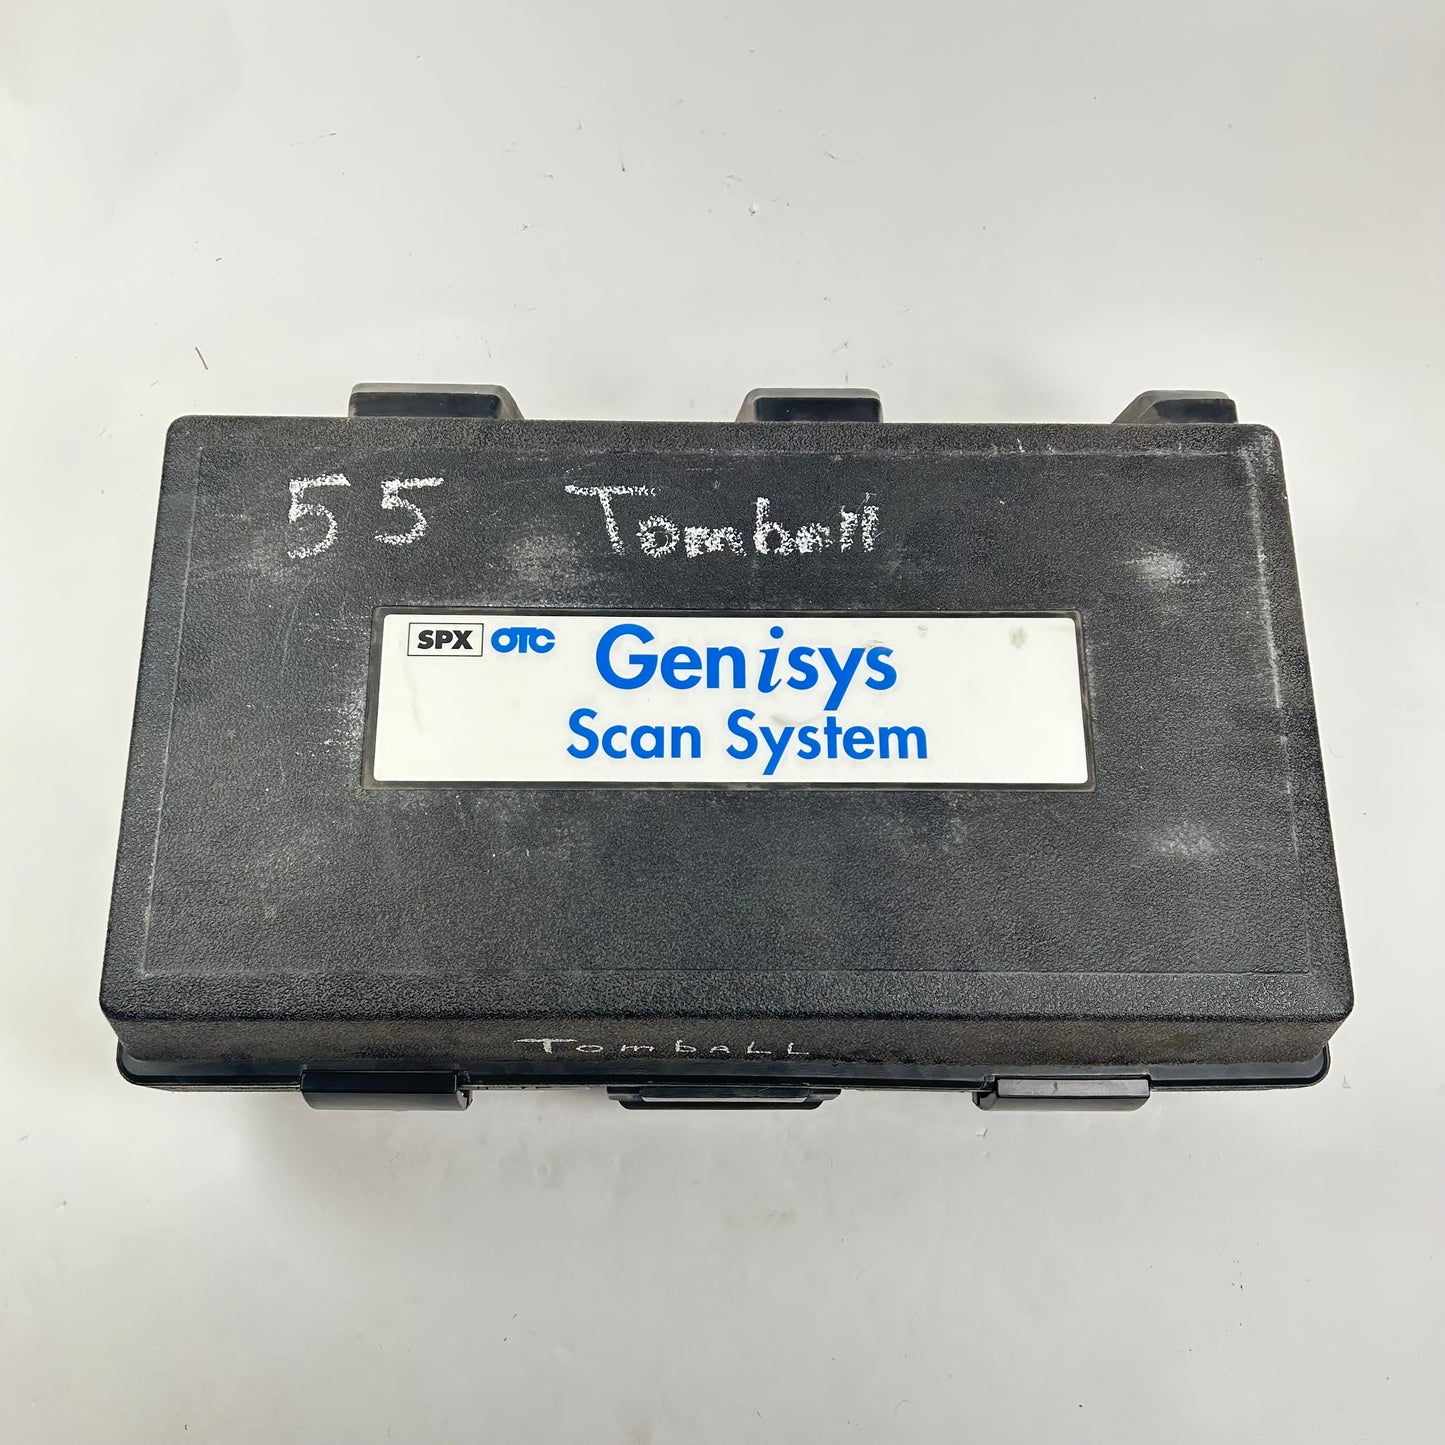 55 Tomball
SPX OTC Genisys
Scan System
TOMBALL